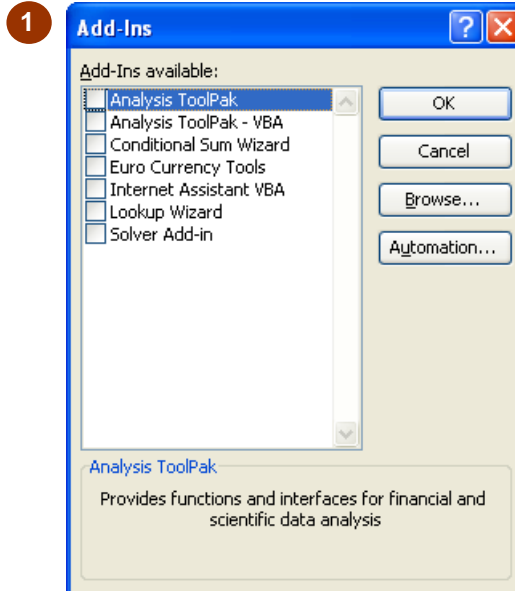 1
Add-Ins
?
Add-Ins available:
Analysis ToolPak
Analysis ToolPak - VBA
Conditional Sum Wizard
Euro Currency Tools
Internet Assistant VBA
Lookup Wizard
Solver Add-in
OK
Cancel
Browse...
Automation...
Analysis ToolPak
Provides functions and interfaces for financial and
scientific data analysis